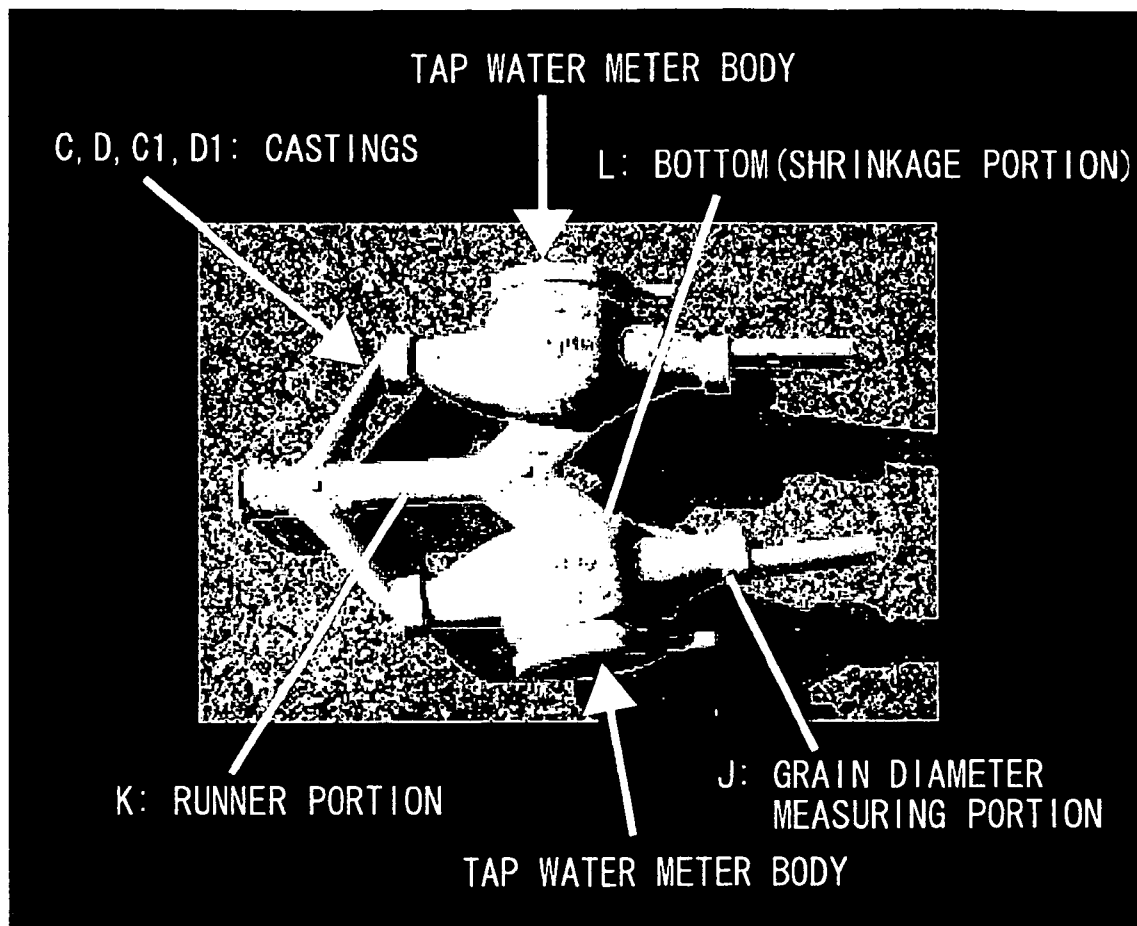 TAP WATER METER BODY
C, D, C1, D1: CASTINGS
L: BOTTOM(SHRINKAGE PORTION)
K: RUNNER PORTION
J: GRAIN DIAMETER
MEASURING PORTION
TAP WATER METER BODY